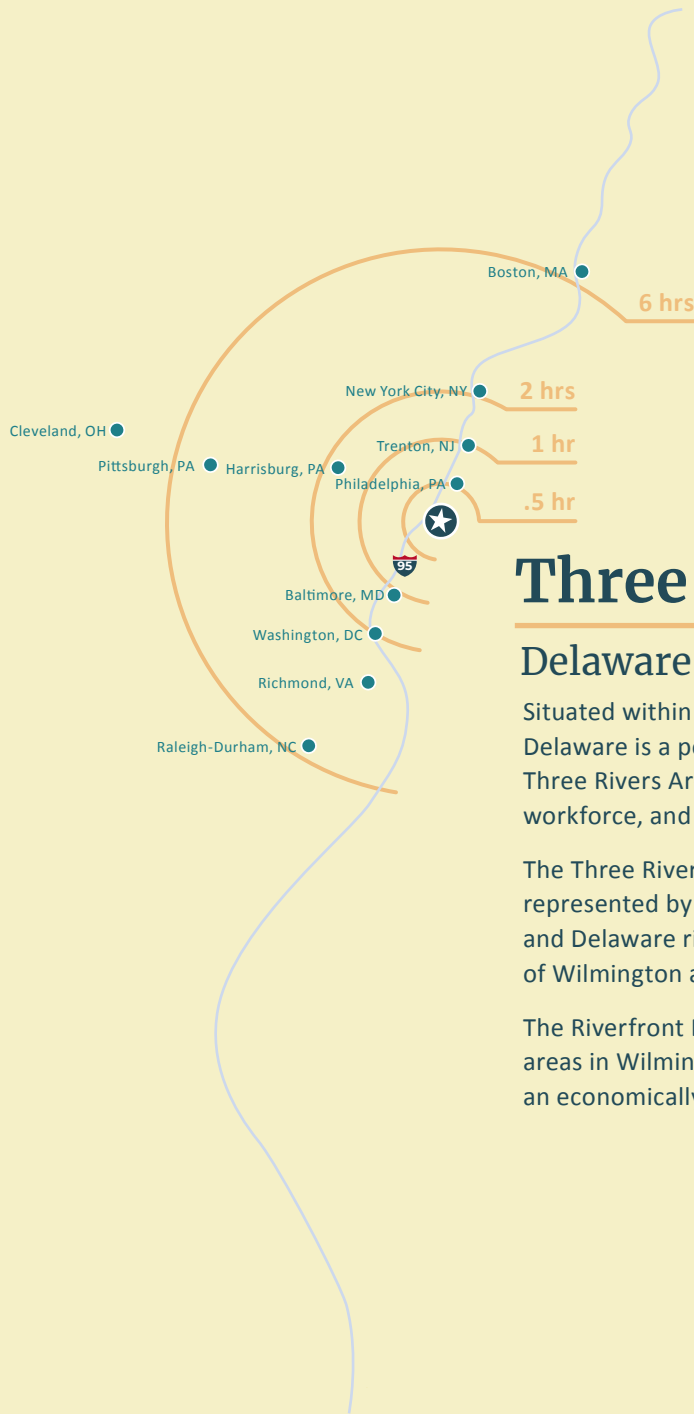 Boston, MA
6 hrs
New York City, NY
2 hrs
Cleveland, OH
Trenton, NJ
1 hr
Pittsburgh, PA
Harrisburg, PA
Philadelphia, PA
.5 hr
95
Baltimore, MD
Washington, DC
Richmond, VA
Raleigh-Durham, NC
Three
Delaware
Situated within
Delaware is a p
Three Rivers Ar
workforce, and
The Three River
represented by
and Delaware ri
of Wilmington a
The Riverfront
areas in Wilmin
an economically